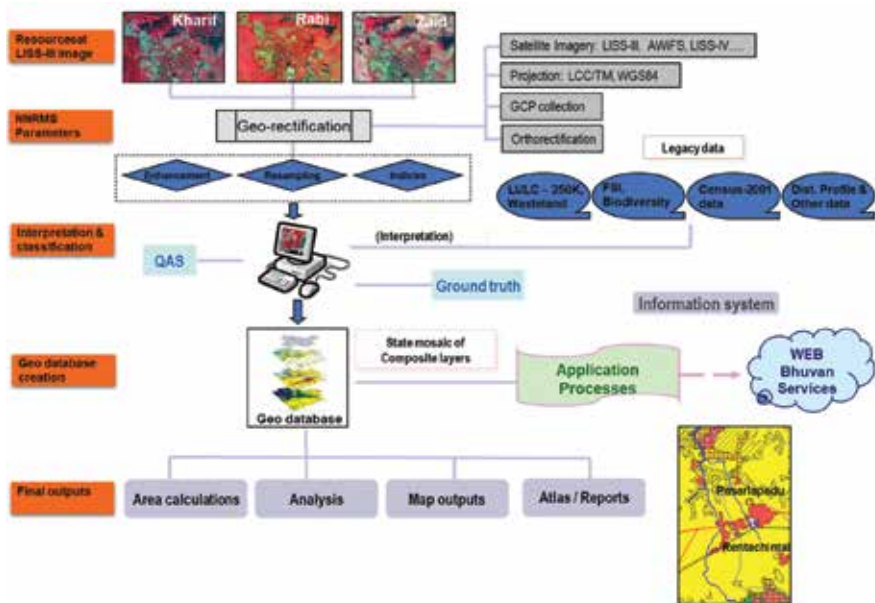 Kharif
Rabi
Zaid
Resourcesat
LISS-III image
Satellite Imagery: LISS-III, AWFS, LISS-IV....
Projection: LCC/TM, WGS84
GCP collection
Orthorectification
NNRMS
Parameters
Geo-rectification
Legacy data
Enhancement
Resampling
Indicies
LULC – 250K,
Wasteland
FSI,
Biodiversity
Census-2001
data
Dist. Profile &
Other data
Interpretation &
classification
(Interpretation)
QAS
Ground truth
Information system
Geo database
creation
State mosaic of
Composite layers
Application
Processes
WEB
Bhuvan
Services
Geo database
Final outputs
Area calculations
Analysis
Map outputs
Atlas / Reports
Rentachintal